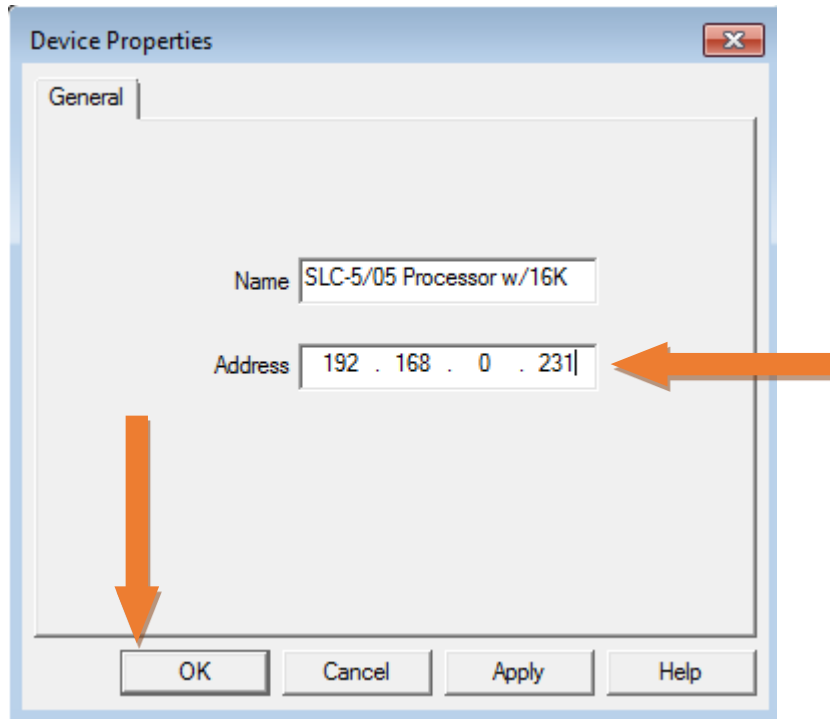 Device Properties
General
Name SLC-5/05 Processor w/16K
Address 192 . 168 . 0 . 231
OK Cancel Apply Help